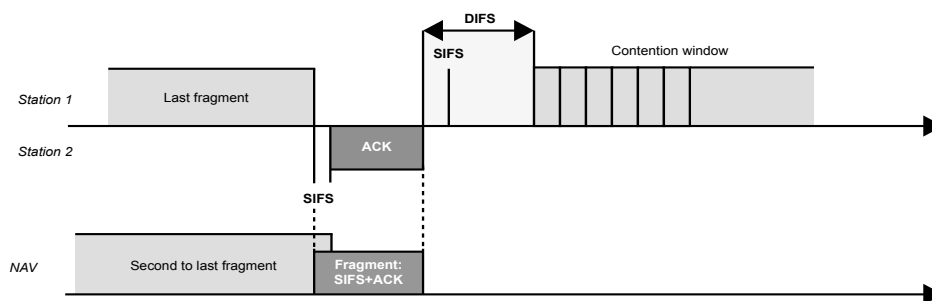 DIFS
SIFS
Contention window
Station 1
Last fragment
Station 2
ACK
SIFS
NAV
Second to last fragment
Fragment:
SIFS+ACK